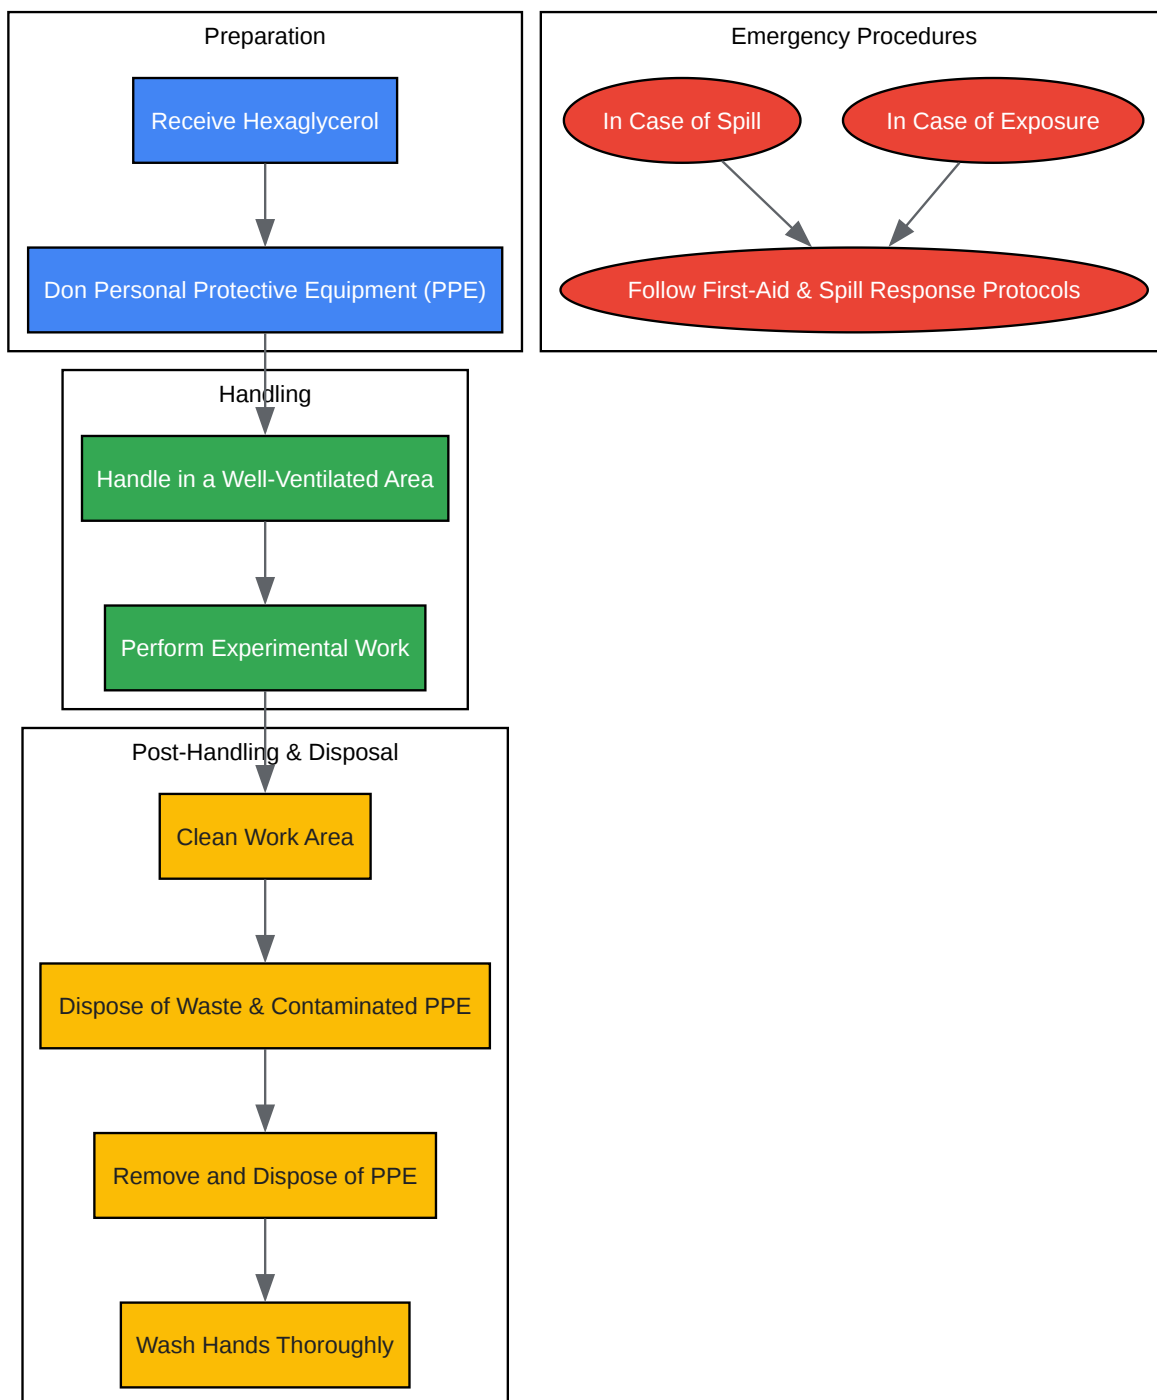 Preparation
Receive Hexaglycerol
Don Personal Protective Equipment (PPE)
Emergency Procedures
In Case of Spill
In Case of Exposure
Follow First-Aid & Spill Response Protocols
Handling
Handle in a Well-Ventilated Area
Perform Experimental Work
Post-Handling & Disposal
Clean Work Area
Dispose of Waste & Contaminated PPE
Remove and Dispose of PPE
Wash Hands Thoroughly